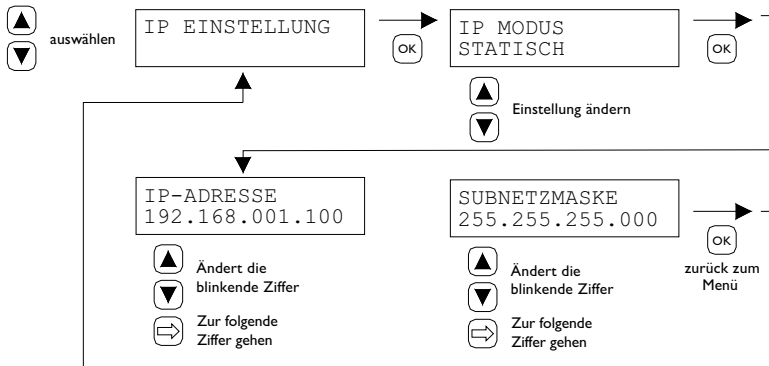 auswählen
IP EINSTELLUNG
OK
IP MODUS
STATISCH
OK
Einstellung ändern
IP-ADRESSE
192.168.001.100
Ändert die
blinkende Ziffer
Zur folgende
Ziffer gehen
SUBNETZMASKE
255.255.255.000
Ändert die
blinkende Ziffer
Zur folgende
Ziffer gehen
OK
zurück zum
Menü